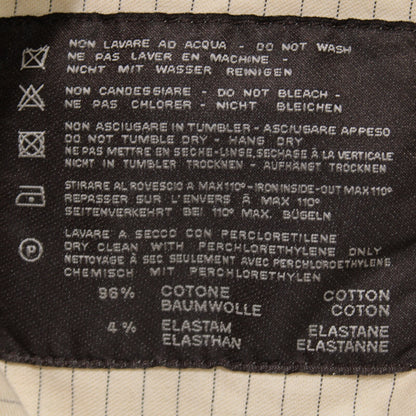 NON LAVARE AD ACQUA - DO NOT WASH
NE PAS LAVER EN MACHINE -
NICHT MIT WASSER REINIGEN
NON CANDEGGIARE - DO NOT BLEACH -
NE PAS CHLORER - NICHT BLEICHEN
NON ASCIUGARE IN TUMBLER - ASCIUGARE APPESO
DO NOT TUMBLE DRY - HANG DRY
NE PAS METTRE EN SÈCHE-LINGE, SECHAGE À LA VERTICALE
NICHT IN TUMBLER TROCKNEN - AUFHÄNGT TROCKNEN
STIRARE AL ROVESCIO A MAX 110° - IRON INSIDE-OUT MAX 110°
REPASSER SUR L'ENVERS À MAX 110°
SEITENVERKEHRT BEI 110° MAX. BÜGELN
P LAVARE A SECCO CON PERCLORETILENE
DRY CLEAN WITH PERCHLORETHYLENE ONLY
NETTOYAGE À SEC SEULEMENT AVEC PERCHLOROETHYLENE
CHEMISCH MIT PERCHLORETHYLEN
96% COTONE COTTON
BAUMWOLLE COTON
4% ELASTAM ELASTANE
ELASTHAN ELASTANNE